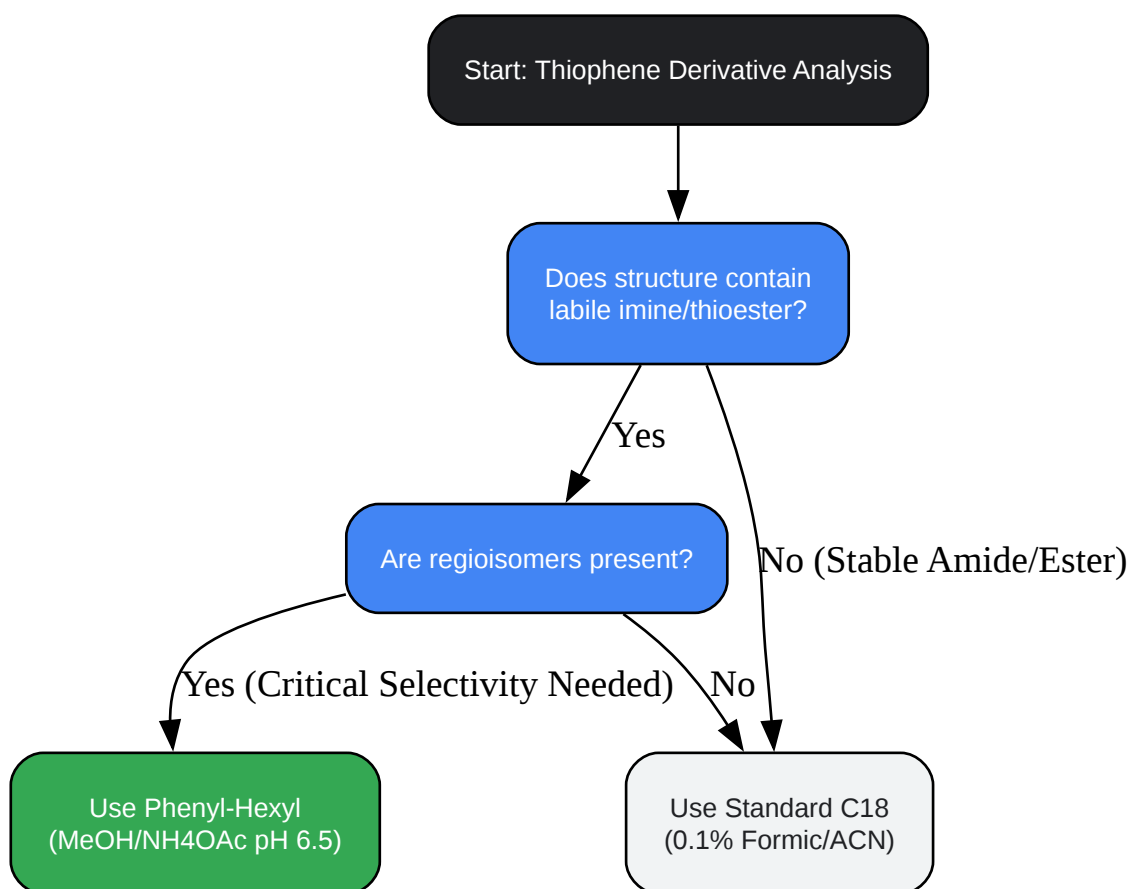 Start: Thiophene Derivative Analysis
Does structure contain
labile imine/thioester?
Yes
Are regioisomers present?
No (Stable Amide/Ester)
Yes (Critical Selectivity Needed)
No
Use Phenyl-Hexyl
(MeOH/NH4OAc pH 6.5)
Use Standard C18
(0.1% Formic/ACN)